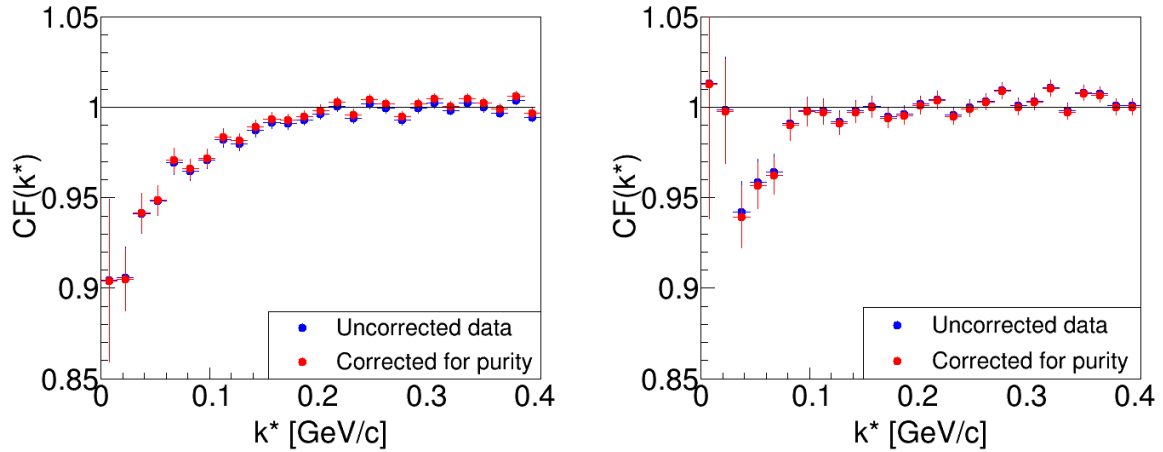 CF(k*)
1.05
1
0.95
0.9
0.85
Uncorrected data
Corrected for purity
0 0.1 0.2 0.3 0.4
k* [GeV/c]
CF(k*)
1.05
1
0.95
0.9
0.85
Uncorrected data
Corrected for purity
0 0.1 0.2 0.3 0.4
k* [GeV/c]